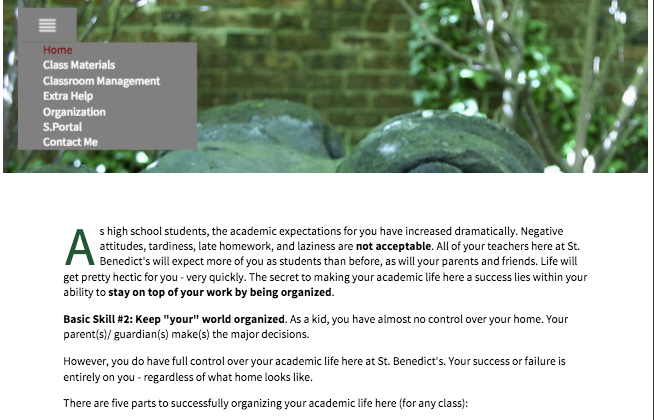 Home
Class Materials
Classroom Management
Extra Help
Organization
S.Portal
Contact Me
As high school students, the academic expectations for you have increased dramatically. Negative
attitudes, tardiness, late homework, and laziness are not acceptable. All of your teachers here at St.
Benedict's will expect more of you as students than before, as will your parents and friends. Life will
get pretty hectic for you - very quickly. The secret to making your academic life here a success lies within your
ability to stay on top of your work by being organized.
Basic Skill #2: Keep "your" world organized. As a kid, you have almost no control over your home. Your
parent(s)/ guardian(s) make(s) the major decisions.
However, you do have full control over your academic life here at St. Benedict's. Your success or failure is
entirely on you - regardless of what home looks like.
There are five parts to successfully organizing your academic life here (for any class):